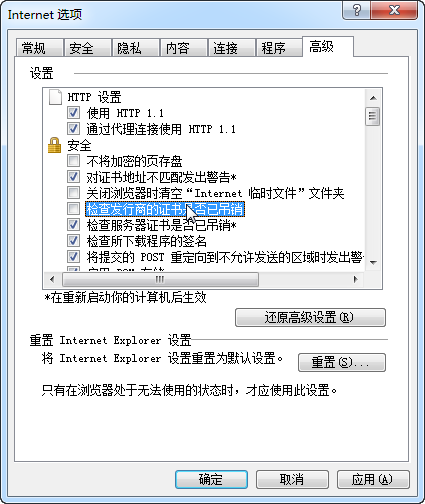 Internet 选项
常规 安全 隐私 内容 连接 程序 高级
设置
HTTP 设置
使用 HTTP 1.1
通过代理连接使用 HTTP 1.1
安全
不将加密的页存盘
对证书地址不匹配发出警告*
关闭浏览器时清空“Internet 临时文件”文件夹
检查发行商的证书是否已吊销
检查服务器证书是否已吊销*
检查所下载程序的签名
将提交的 POST 重定向到不允许发送的区域时发出警
启用 DOM 存储
*在重新启动你的计算机后生效
还原高级设置(R)
重置 Internet Explorer 设置
将 Internet Explorer 设置重置为默认设置。
重置(S)...
只有在浏览器处于无法使用的状态时，才应使用此设置。
确定 取消 应用(A)